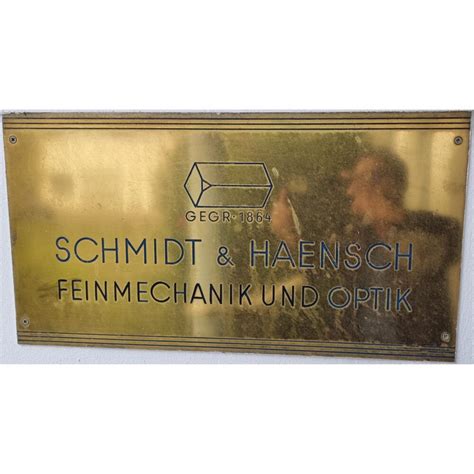 GEGR·1864
SCHMIDT & HAENSCH
FEINMECHANIK UND OPTIK